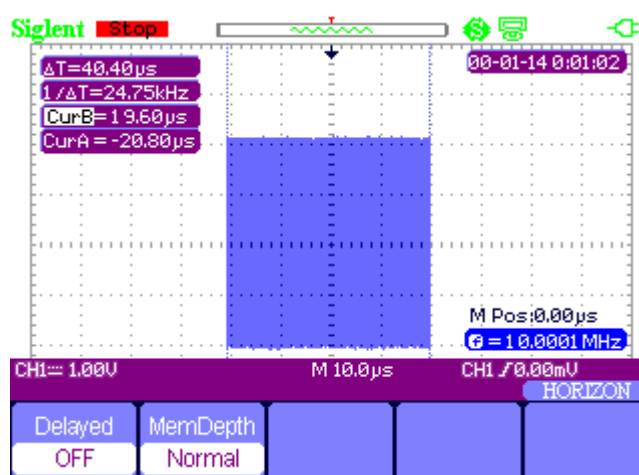 Siglent Stop
T
S
00-01-14 0:01:02
ΔT=40.40μs
1/ΔT=24.75kHz
CurB=19.60μs
CurA=-20.80μs
M Pos:0.00μs
f=10.0001MHz
CH1 1.00V M 10.0μs CH1 0.00mV
HORIZON
Delayed MemDepth
OFF Normal